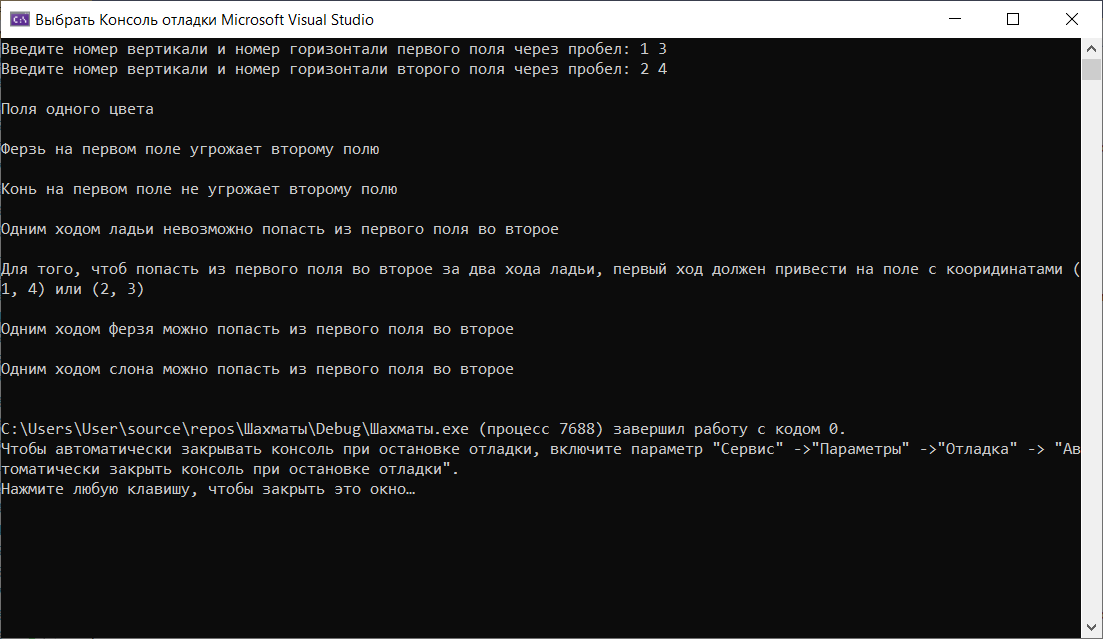 Выбрать Консоль отладки Microsoft Visual Studio
Введите номер вертикали и номер горизонтали первого поля через пробел: 1 3
Введите номер вертикали и номер горизонтали второго поля через пробел: 2 4
Поля одного цвета
Ферзь на первом поле угрожает второму полю
Конь на первом поле не угрожает второму полю
Одним ходом ладьи невозможно попасть из первого поля во второе
Для того, чтоб попасть из первого поля во второе за два хода ладьи, первый ход должен привести на поле с кооридинатами (
1, 4) или (2, 3)
Одним ходом ферзя можно попасть из первого поля во второе
Одним ходом слона можно попасть из первого поля во второе
C:\Users\User\source\repos\Шахматы\Debug\Шахматы.exe (процесс 7688) завершил работу с кодом 0.
Чтобы автоматически закрывать консоль при остановке отладки, включите параметр "Сервис" ->"Параметры" ->"Отладка" -> "Ав
томатически закрыть консоль при остановке отладки".
Нажмите любую клавишу, чтобы закрыть это окно…